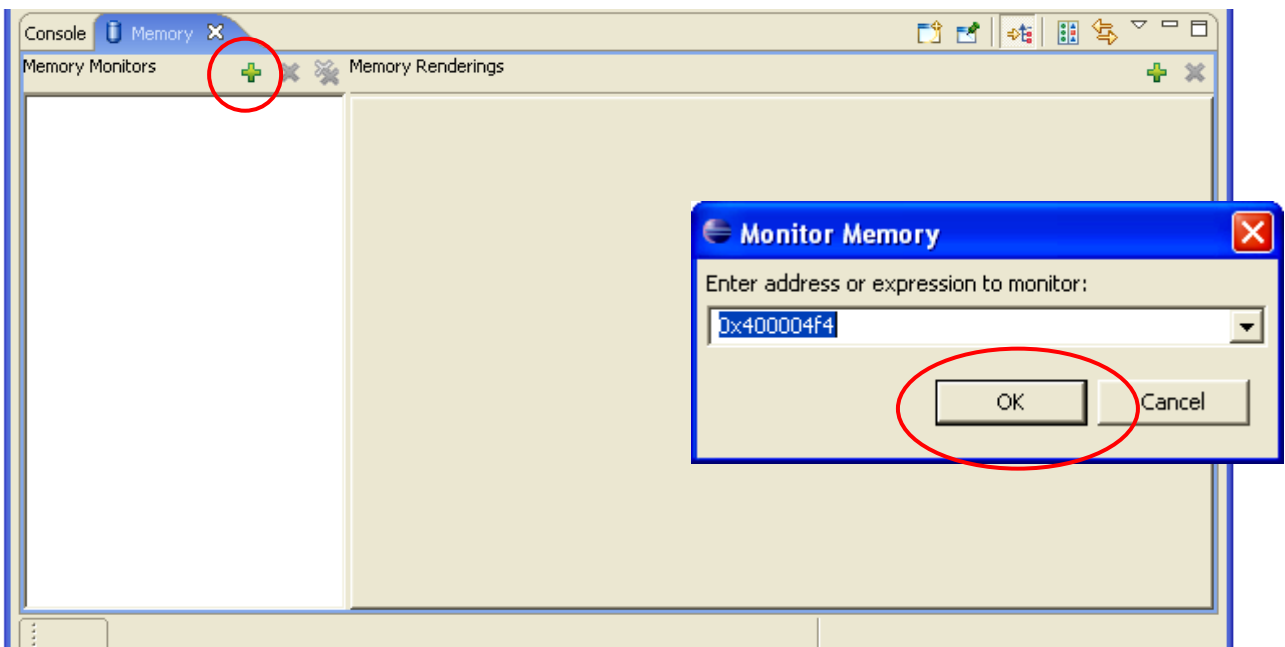 Console Memory
Memory Monitors Memory Renderings
Monitor Memory
Enter address or expression to monitor:
0x400004f4
OK Cancel